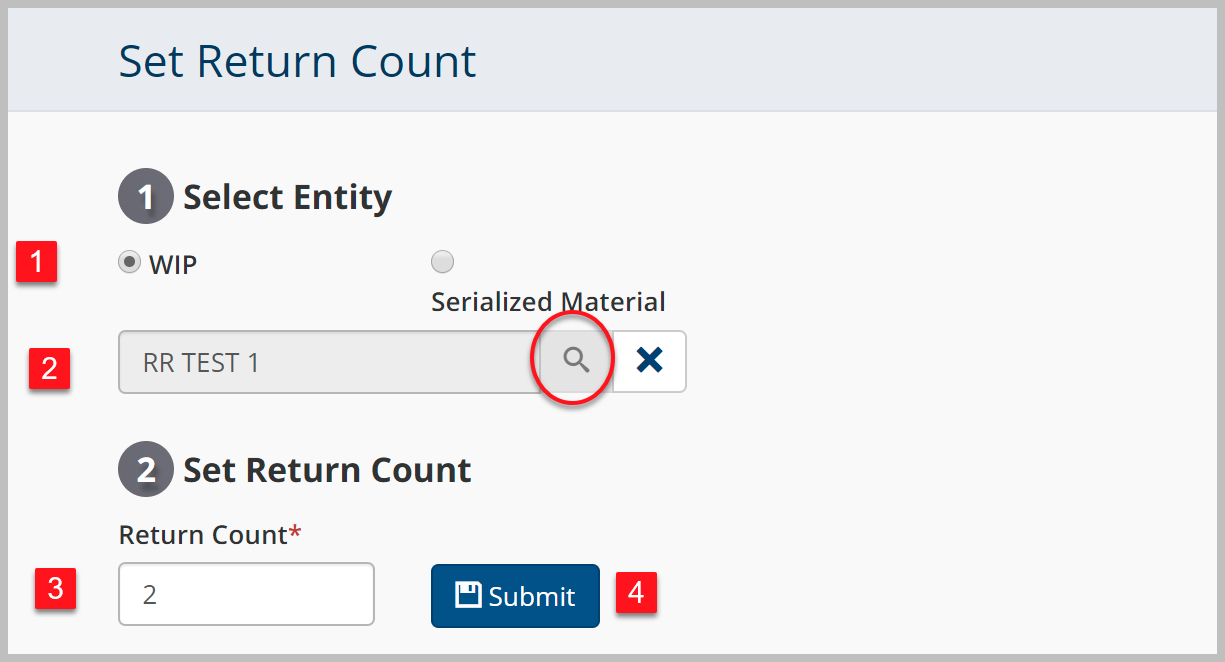 Set Return Count
1 Select Entity
1 WIP
Serialized Material
2 RR TEST 1
2 Set Return Count
Return Count*
3 2 Submit 4